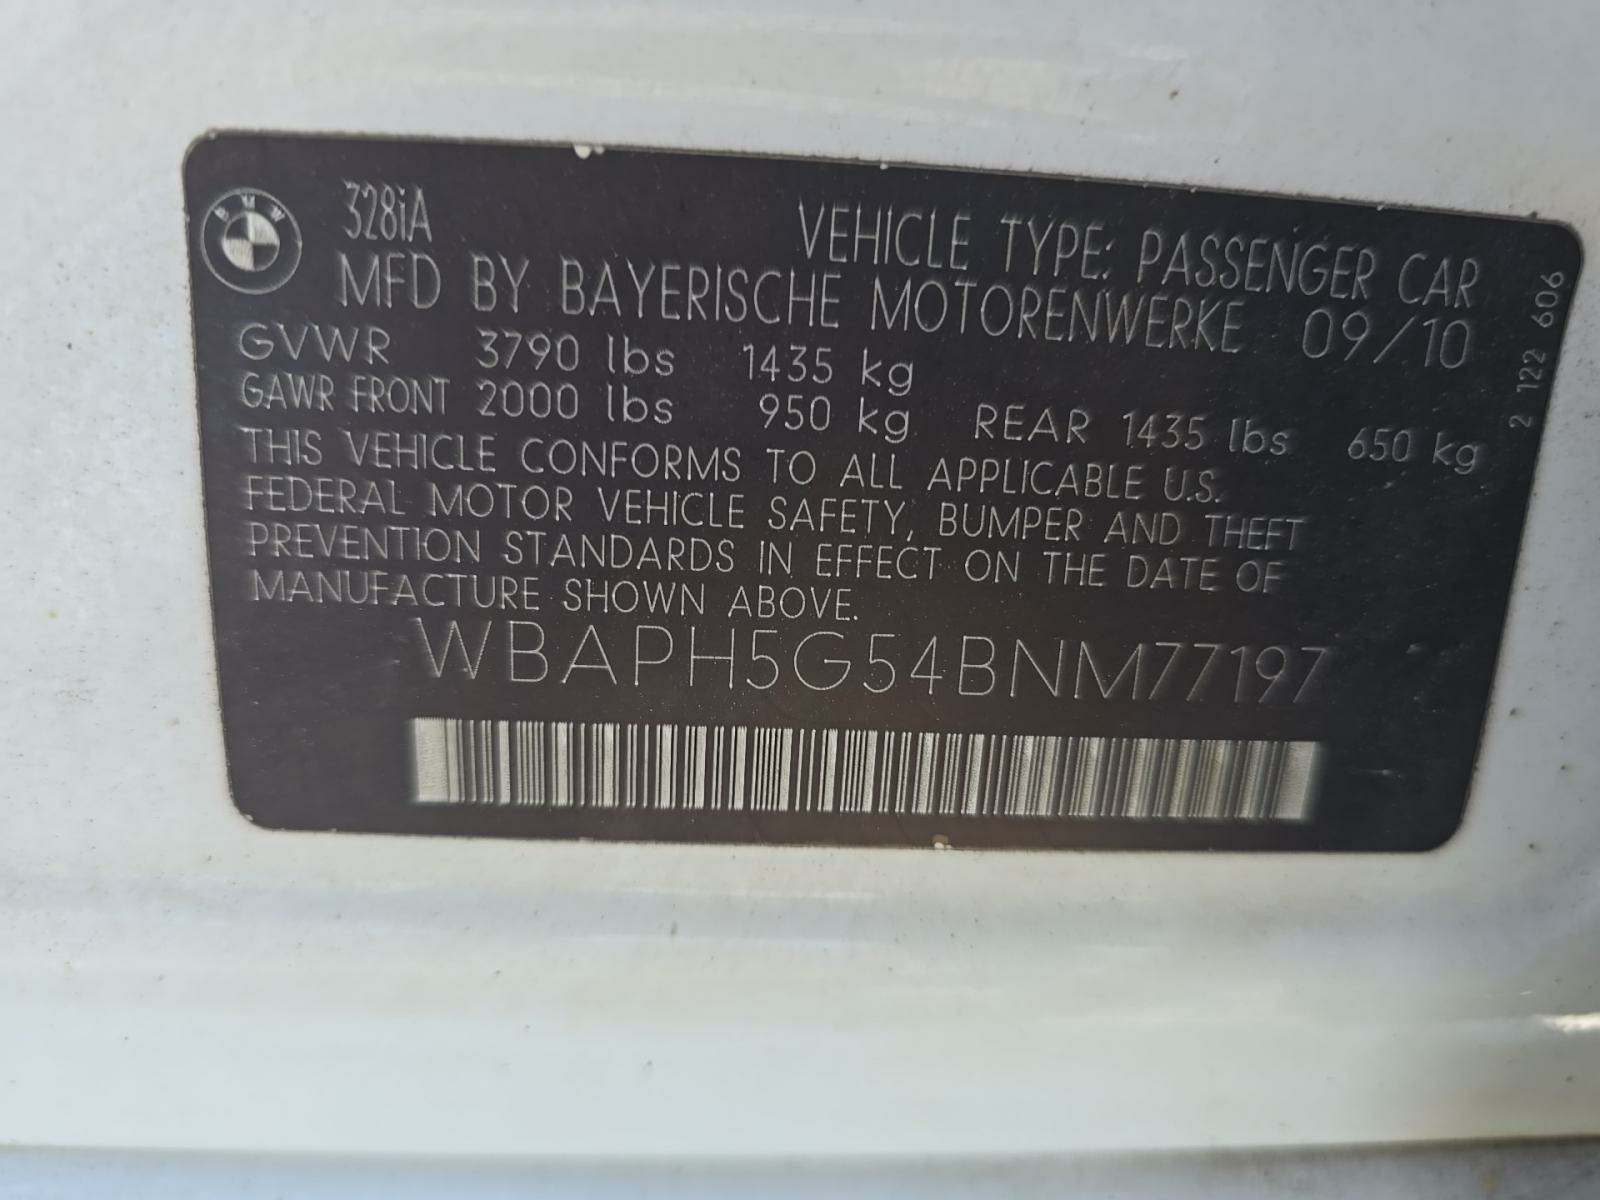 BMW
328iA
VEHICLE TYPE: PASSENGER CAR
MFD BY BAYERISCHE MOTORENWERKE 09/10
GVWR 3790 lbs 1435 kg
GAWR FRONT 2000 lbs 950 kg REAR 1435 lbs 650 kg
THIS VEHICLE CONFORMS TO ALL APPLICABLE U.S.
FEDERAL MOTOR VEHICLE SAFETY, BUMPER AND THEFT
PREVENTION STANDARDS IN EFFECT ON THE DATE OF
MANUFACTURE SHOWN ABOVE.
WBAPH5G54BNM77197
2 122 606